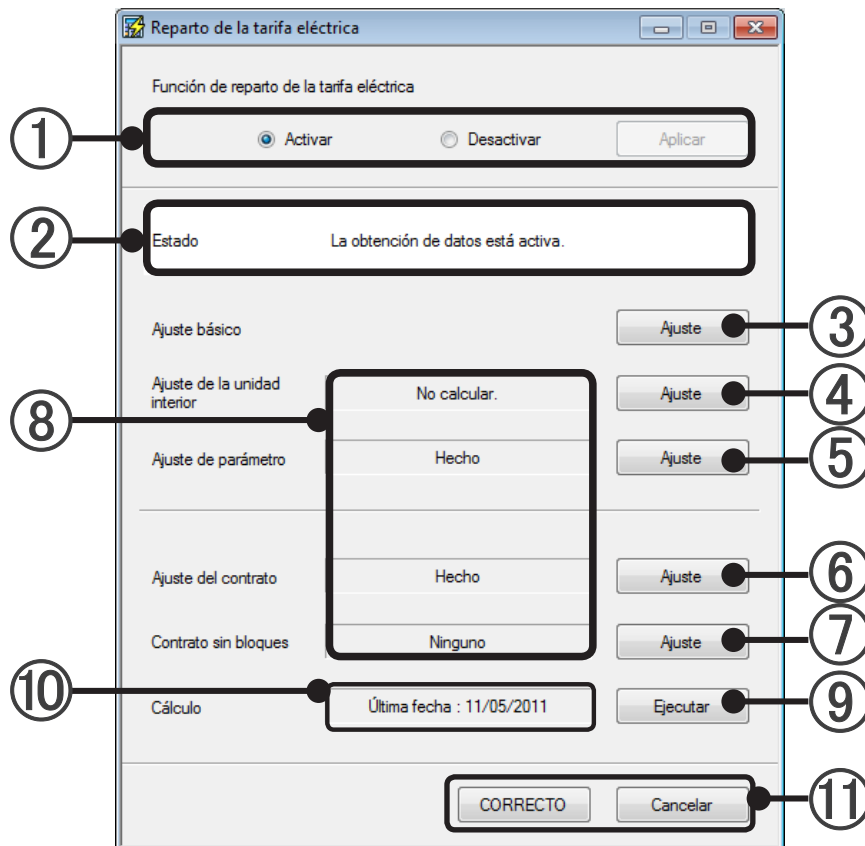 Reparto de la tarifa eléctrica
Función de reparto de la tarifa eléctrica
① Activar Desactivar Aplicar
② Estado La obtención de datos está activa.
Ajuste básico Ajuste ③
Ajuste de la unidad
interior
No calcular. Ajuste ④
⑧
Ajuste de parámetro Hecho Ajuste ⑤
Ajuste del contrato Hecho Ajuste ⑥
Contrato sin bloques Ninguno Ajuste ⑦
⑩ Cálculo Última fecha : 11/05/2011 Ejecutar ⑨
CORRECTO Cancelar ⑪